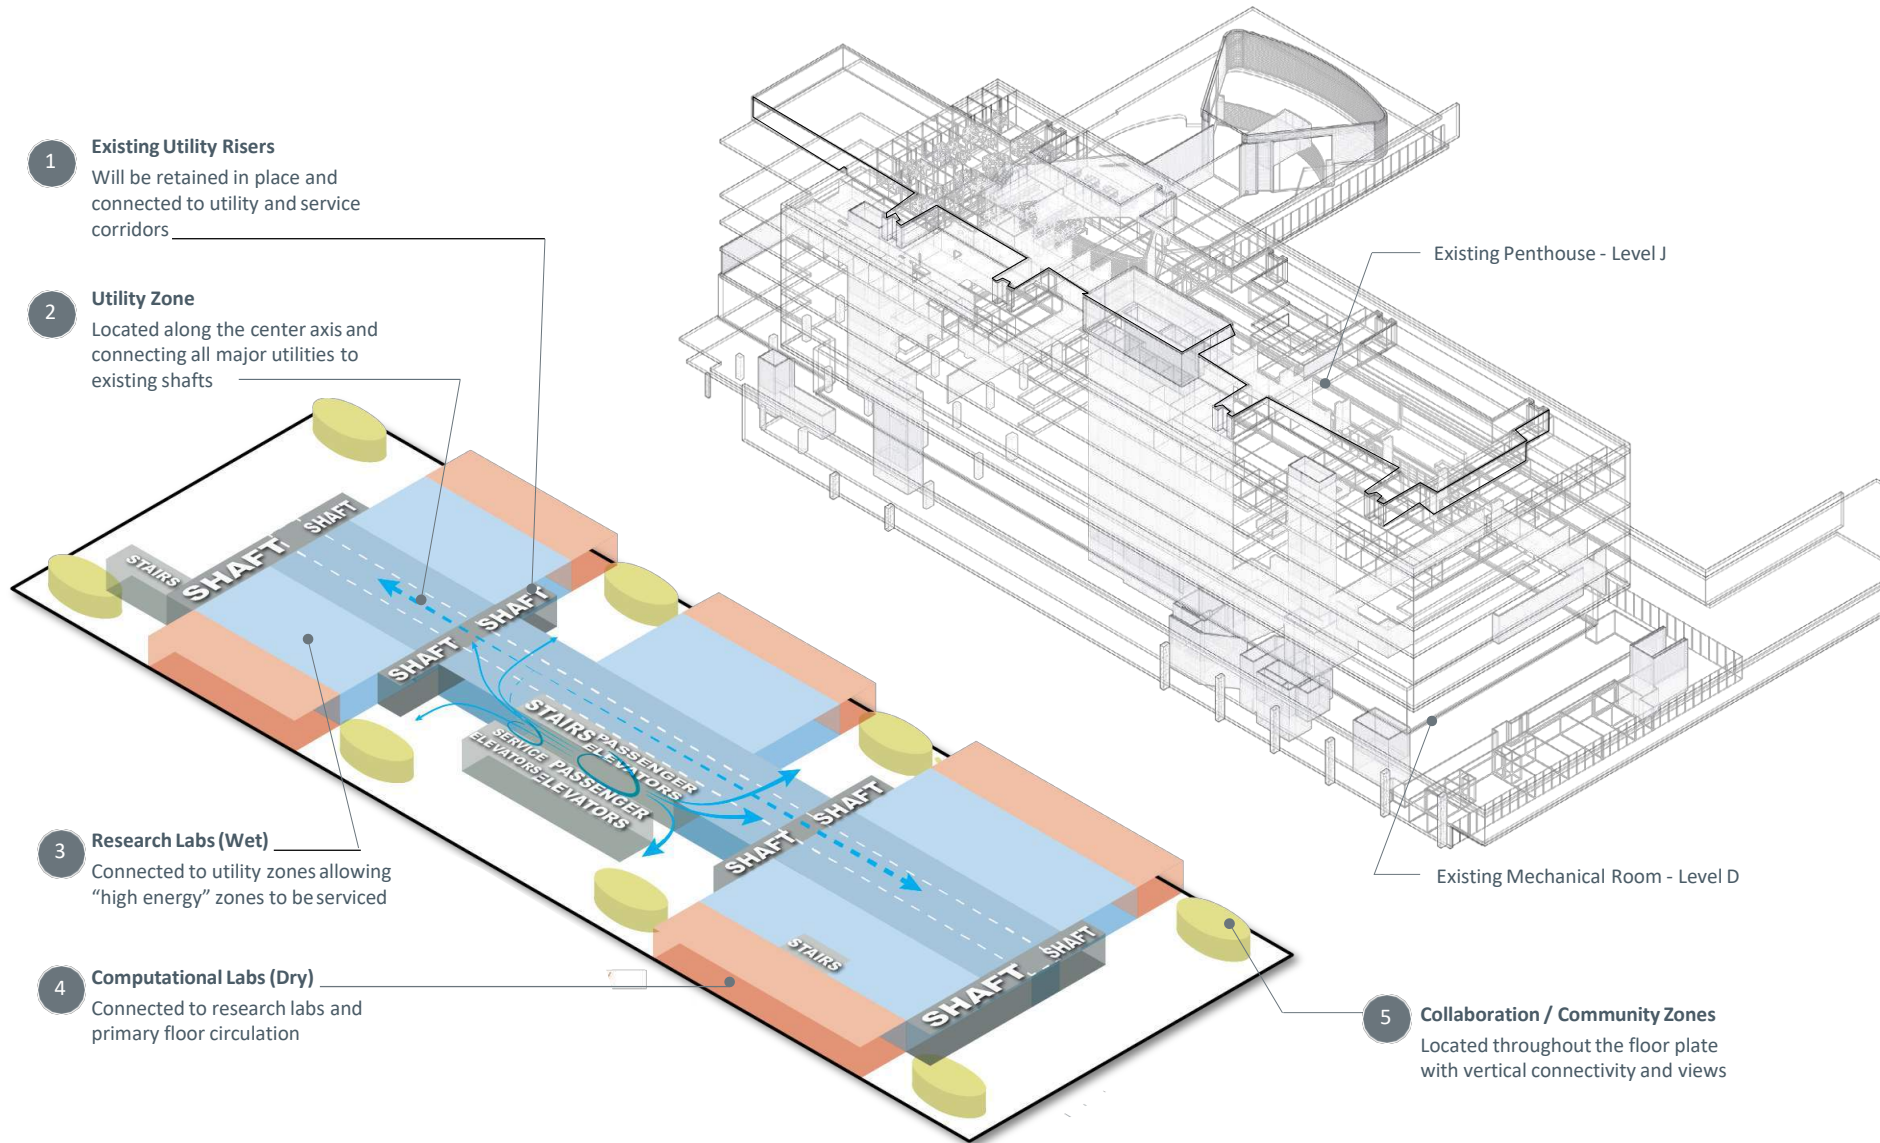 1
Existing Utility Risers
Will be retained in place and
connected to utility and service
corridors
2
Utility Zone
Located along the center axis and
connecting all major utilities to
existing shafts
3
Research Labs (Wet)
Connected to utility zones allowing
“high energy” zones to be serviced
4
Computational Labs (Dry)
Connected to research labs and
primary floor circulation
Existing Penthouse - Level J
Existing Mechanical Room - Level D
5
Collaboration / Community Zones
Located throughout the floor plate
with vertical connectivity and views
SHAFT
SHAFT
STAIRS
SHAFT
SHAFT
STAIRS
PASSENGER
ELEVATORS
SERVICE
ELEVATORS
PASSENGER
ELEVATORS
SHAFT
SHAFT
STAIRS
SHAFT
SHAFT